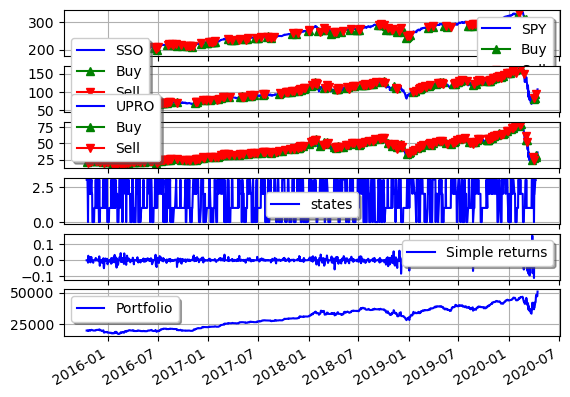 300
200
SPY
Buy
SSO
Buy
Sell
150
100
50
UPRO
Buy
Sell
75
50
25
2.5
0.0
states
0.1
0.0
−0.1
Simple returns
50000
25000
Portfolio
2016-01
2016-07
2017-01
2017-07
2018-01
2018-07
2019-01
2019-07
2020-01
2020-07